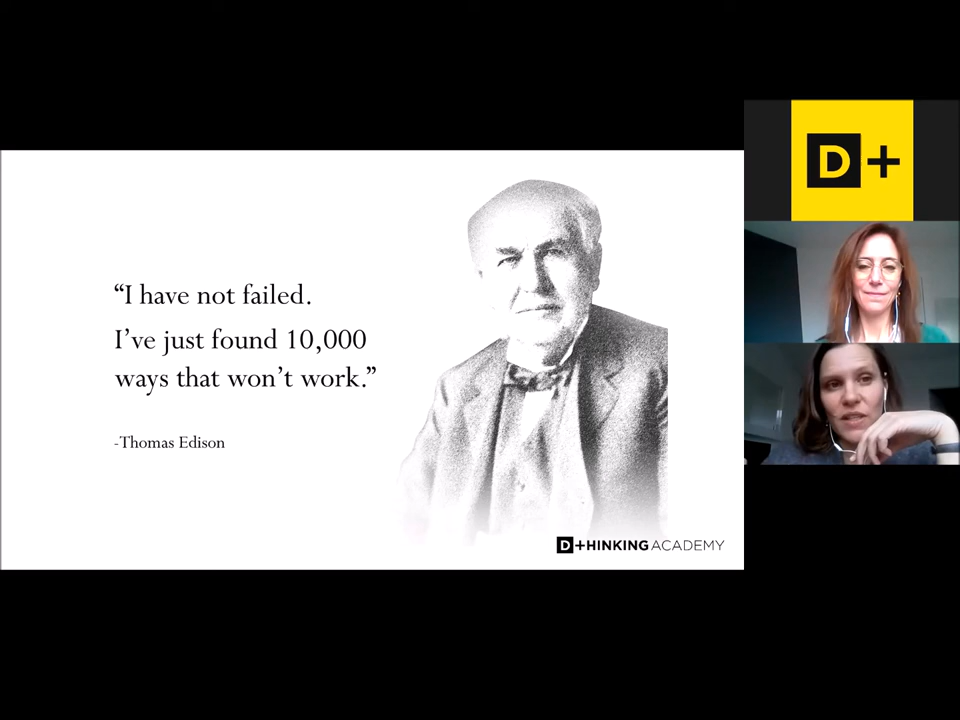 “I have not failed.
I’ve just found 10,000
ways that won’t work.”
-Thomas Edison
D+HINKING ACADEMY
D+